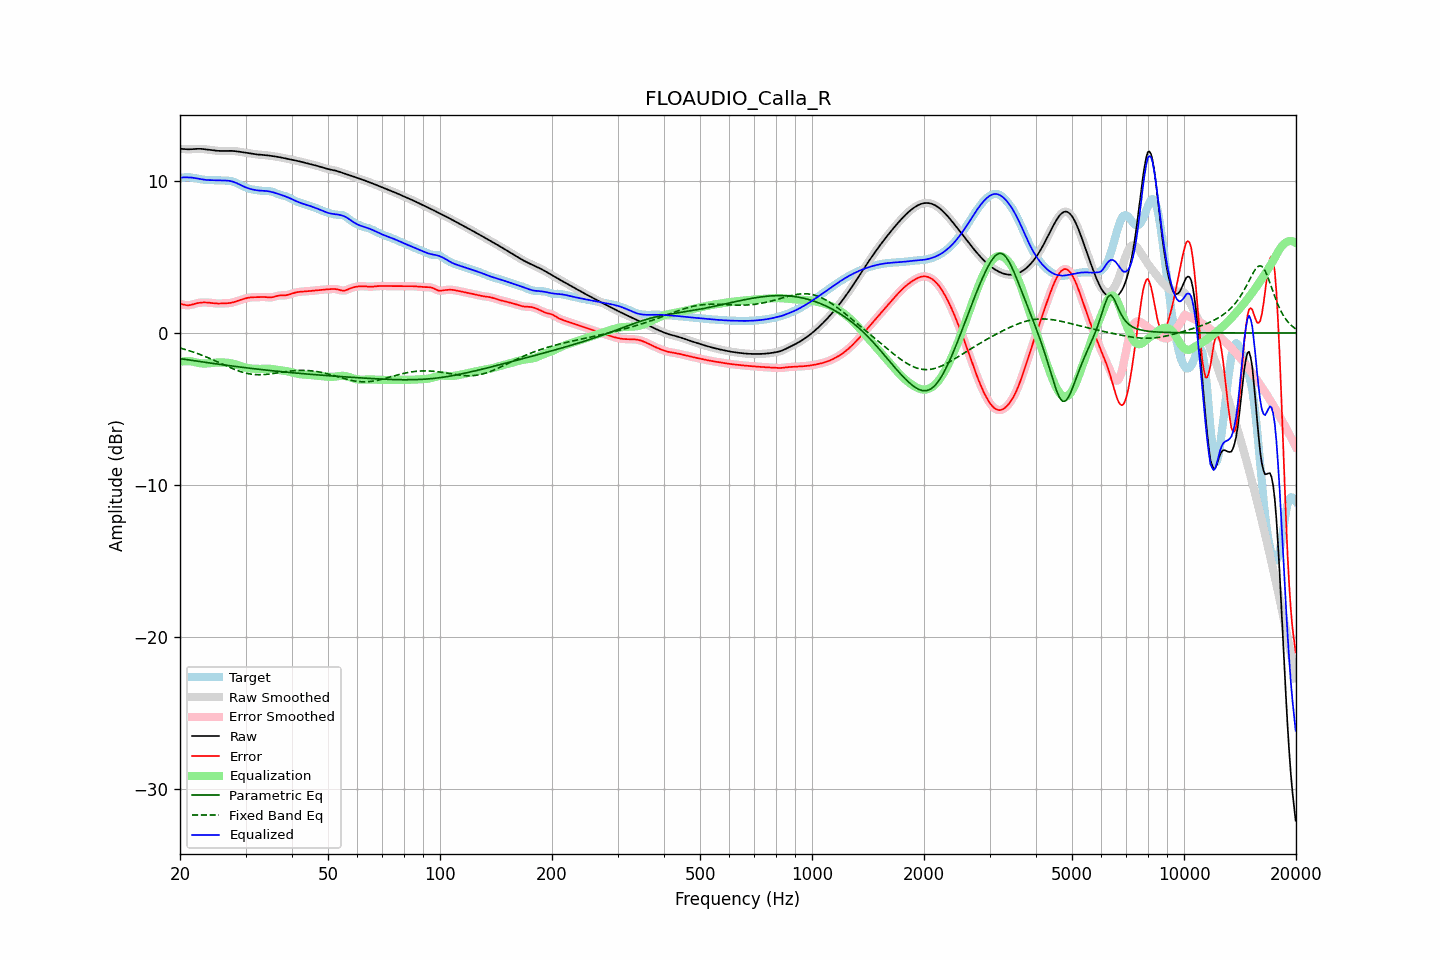 FLOAUDIO_Calla_R
Amplitude (dBr)
10
0
−10
−20
−30
Target
Raw Smoothed
Error Smoothed
Raw
Error
Equalization
Parametric Eq
Fixed Band Eq
Equalized
20 50 100 200 500 1000 2000 5000 10000 20000
Frequency (Hz)